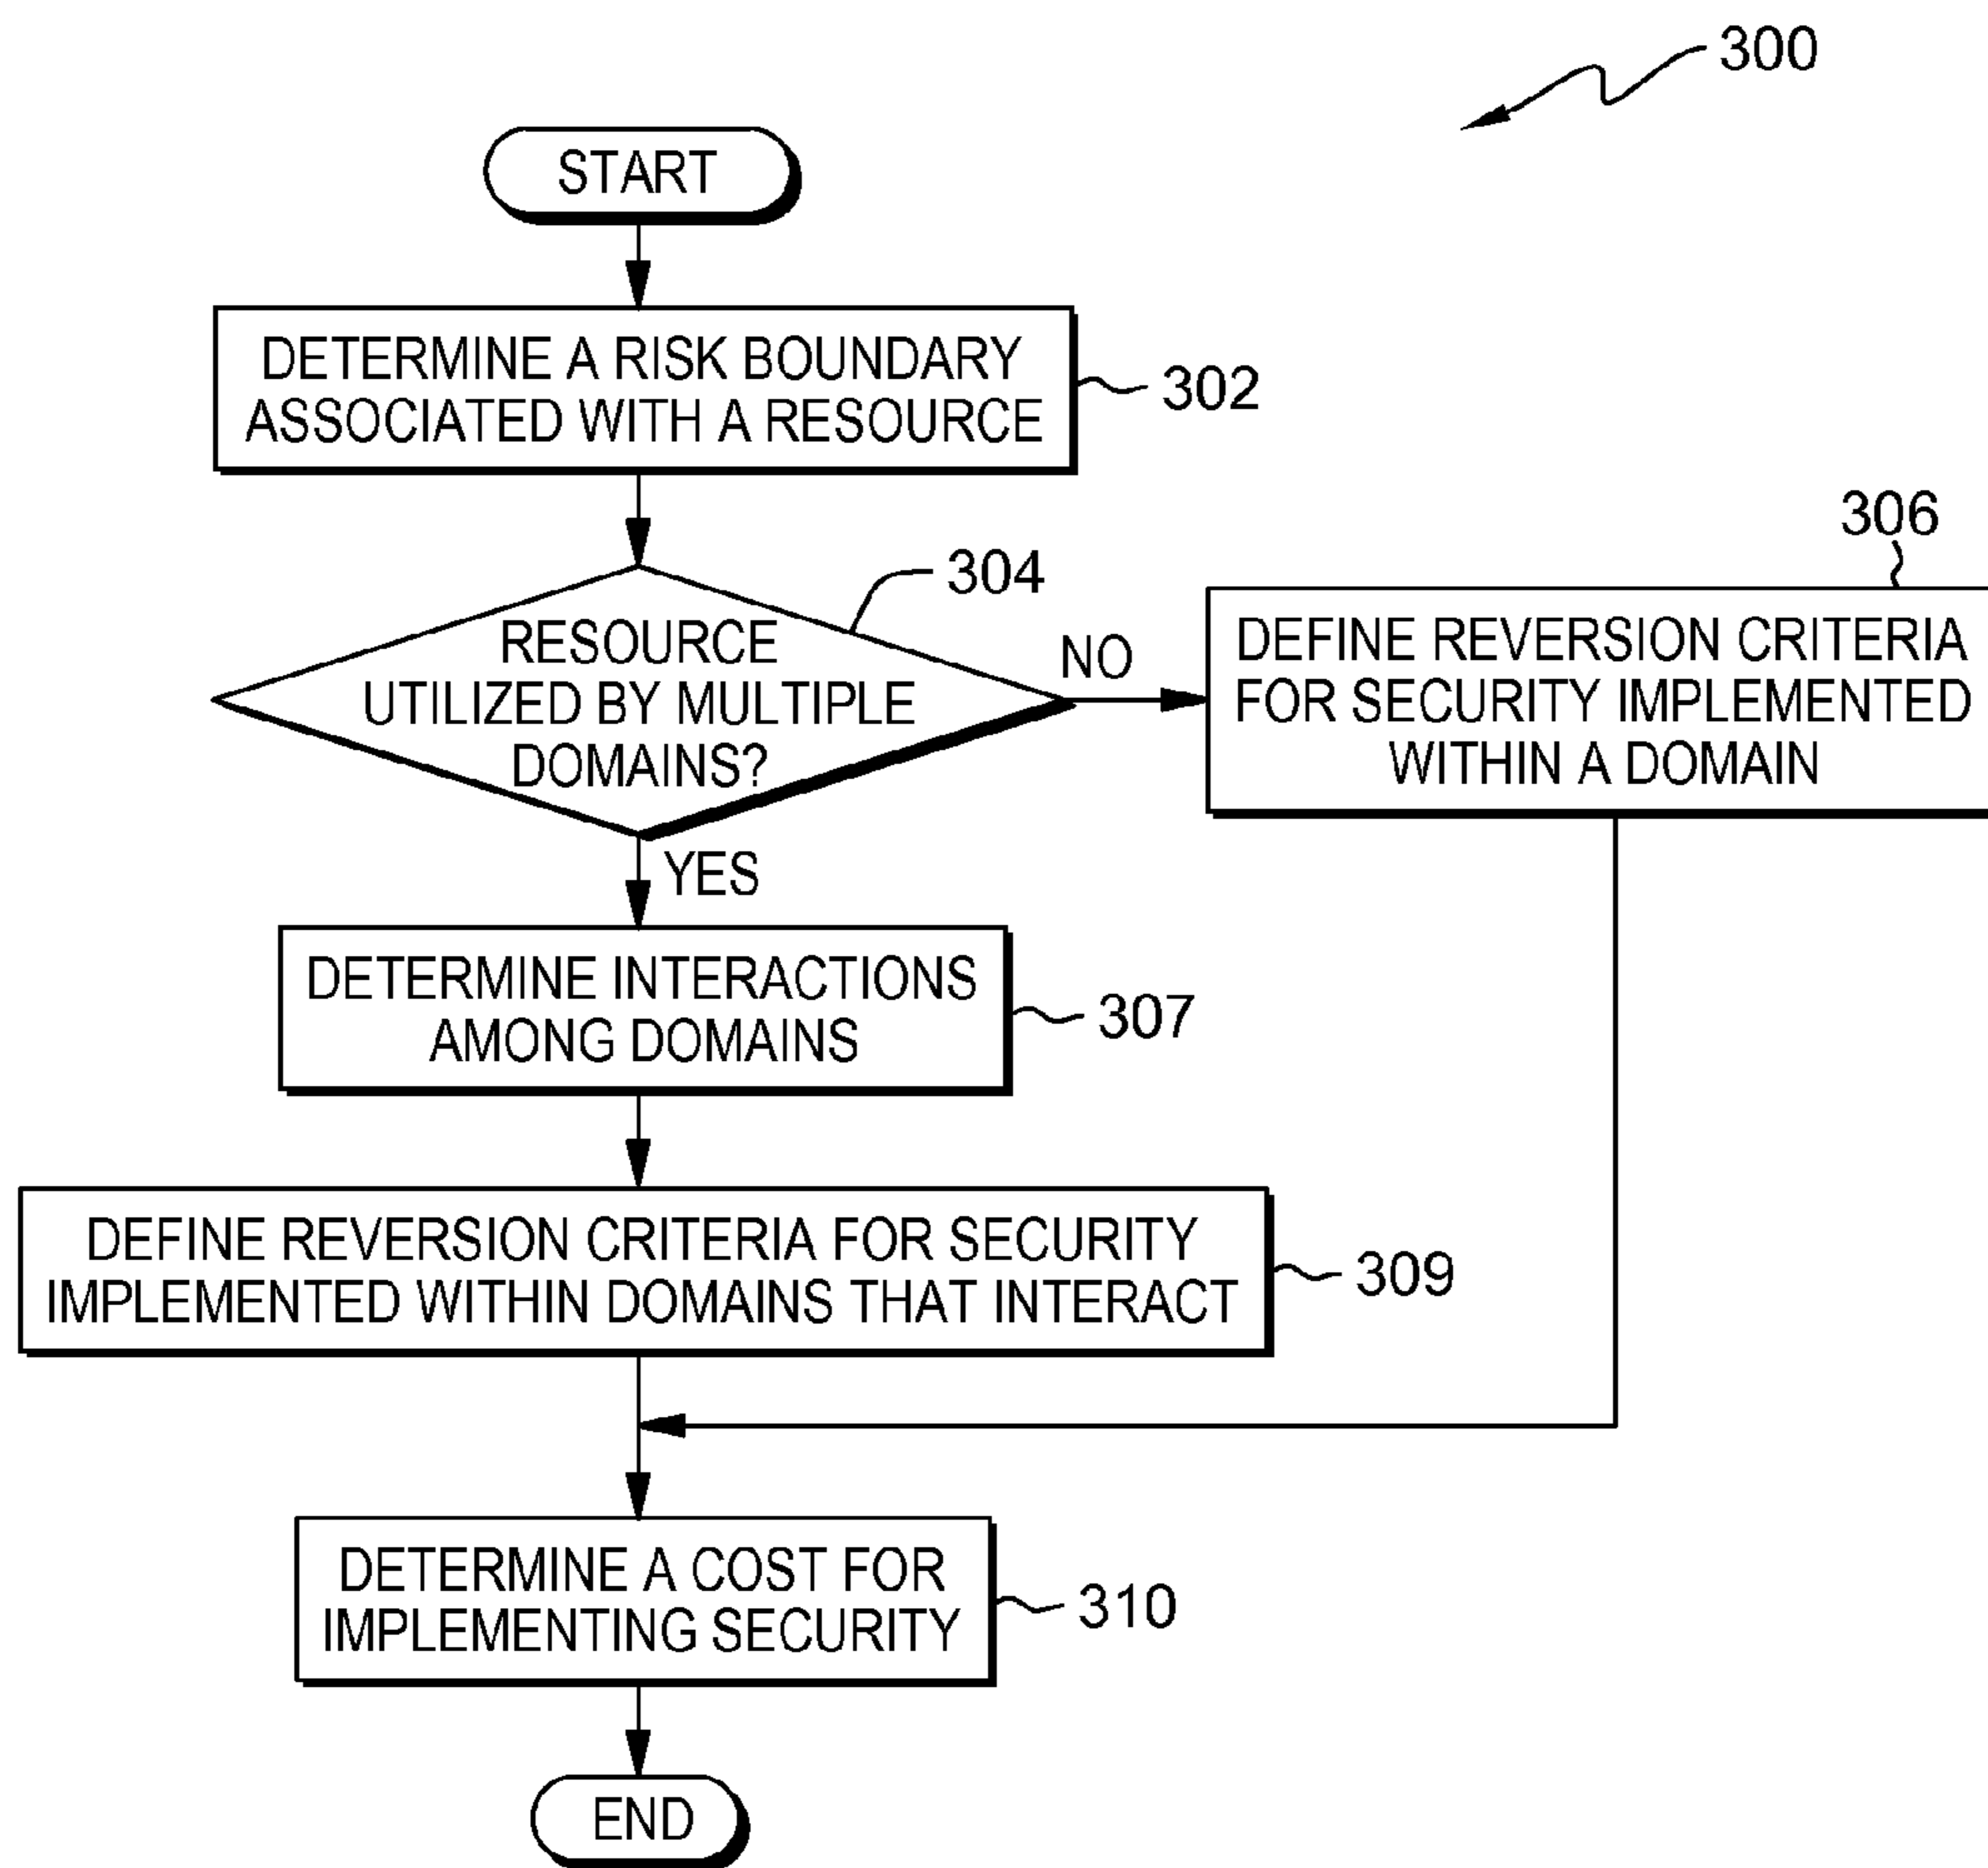 300
START
DETERMINE A RISK BOUNDARY
ASSOCIATED WITH A RESOURCE
302
304
RESOURCE
UTILIZED BY MULTIPLE
DOMAINS?
NO
306
DEFINE REVERSION CRITERIA
FOR SECURITY IMPLEMENTED
WITHIN A DOMAIN
YES
DETERMINE INTERACTIONS
AMONG DOMAINS
307
DEFINE REVERSION CRITERIA FOR SECURITY
IMPLEMENTED WITHIN DOMAINS THAT INTERACT
309
DETERMINE A COST FOR
IMPLEMENTING SECURITY
310
END